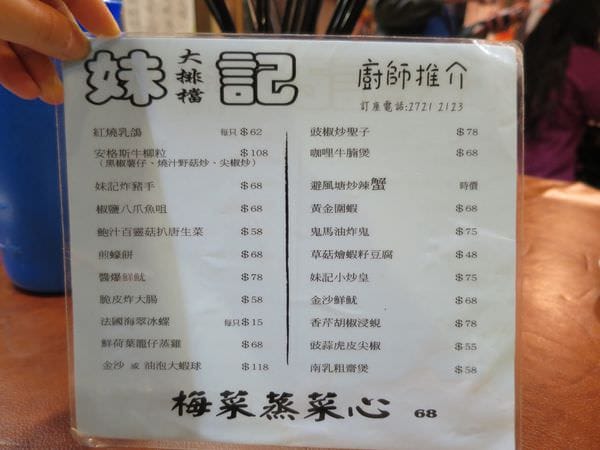 妹大排檔記
廚師推介
訂座電話:2721 2123
紅燒乳鴿 每只$62
安格斯牛柳粒 $108
(黑椒薯仔、燒汁野菇炒、尖椒炒)
妹記炸豬手 $68
椒鹽八爪魚咀 $68
鮑汁百靈菇扒唐生菜 $58
煎蠔餅 $68
醬爆鮮魷 $78
脆皮炸大腸 $58
法國海翠冰螺 每只$15
鮮荷葉龍仔蒸雞 $68
金沙 或 油泡大蝦球 $118
豉椒炒聖子 $78
咖哩牛腩煲 $68
避風塘炒辣蟹 時價
黃金圍蝦 $68
鬼馬油炸鬼 $75
草菇燴蝦籽豆腐 $48
妹記小炒皇 $75
金沙鮮魷 $68
香芹胡椒浸蜆 $78
豉蒜虎皮尖椒 $55
南乳粗齋煲 $58
梅菜蒸菜心 68